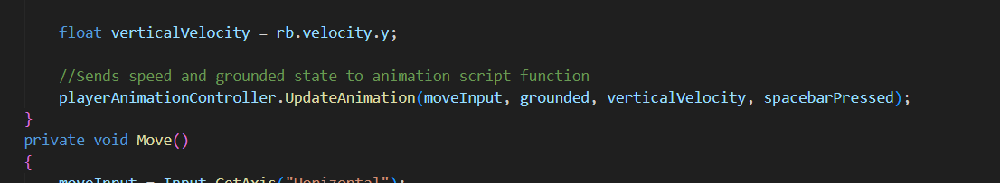 float verticalVelocity = rb.velocity.y;
//Sends speed and grounded state to animation script function
playerAnimationController.UpdateAnimation(moveInput, grounded, verticalVelocity, spacebarPressed);
}
private void Move()
{
moveInput = Input.GetAxis("Horizontal");